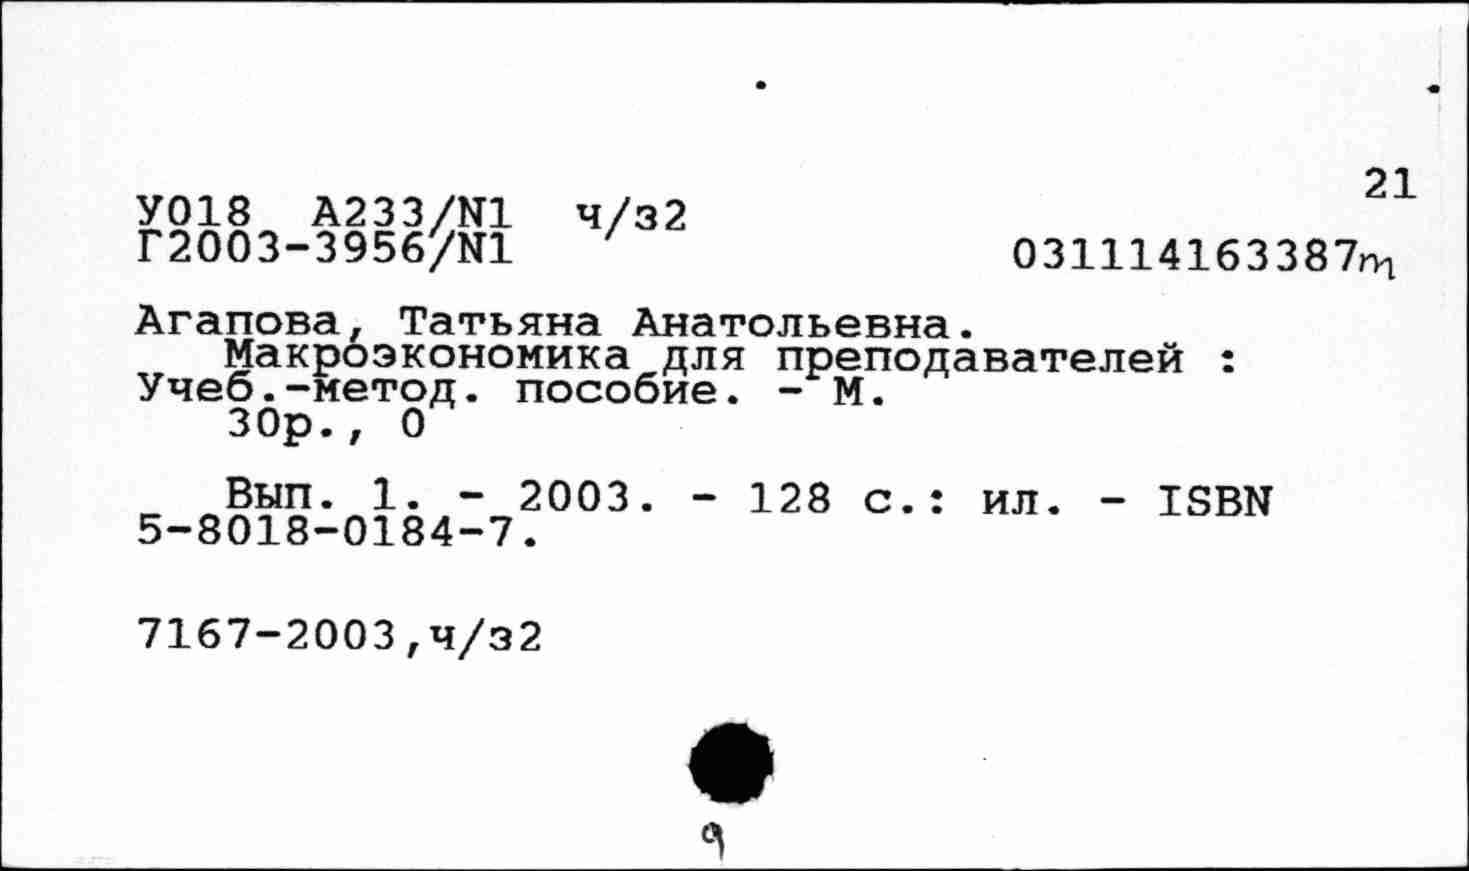 21
У018 А233/N1 ч/з2
Г2003-3956/N1
031114163387m
Агапова, Татьяна Анатольевна.
Макроэкономика для преподавателей :
Учеб.-метод. пособие. - М.
30р., 0
Вып. 1. - 2003. - 128 с.: ил. - ISBN
5-8018-0184-7.
7167-2003,ч/з2